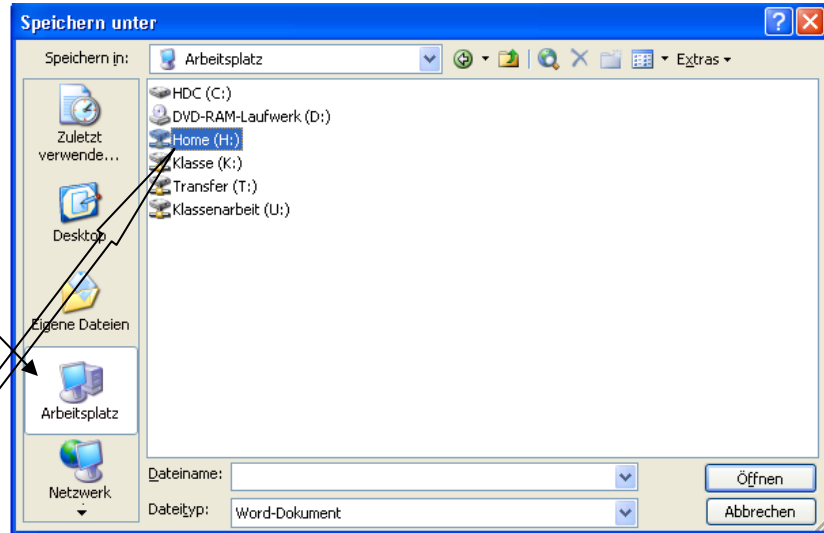 Speichern unter
Speichern in: Arbeitsplatz Extras
Zuletzt verwende...
Desktop
Eigene Dateien
Arbeitsplatz
Netzwerk
HDC (C:)
DVD-RAM-Laufwerk (D:)
Home (H:)
Klasse (K:)
Transfer (T:)
Klassenarbeit (U:)
Dateiname: Öffnen
Dateityp: Word-Dokument Abbrechen